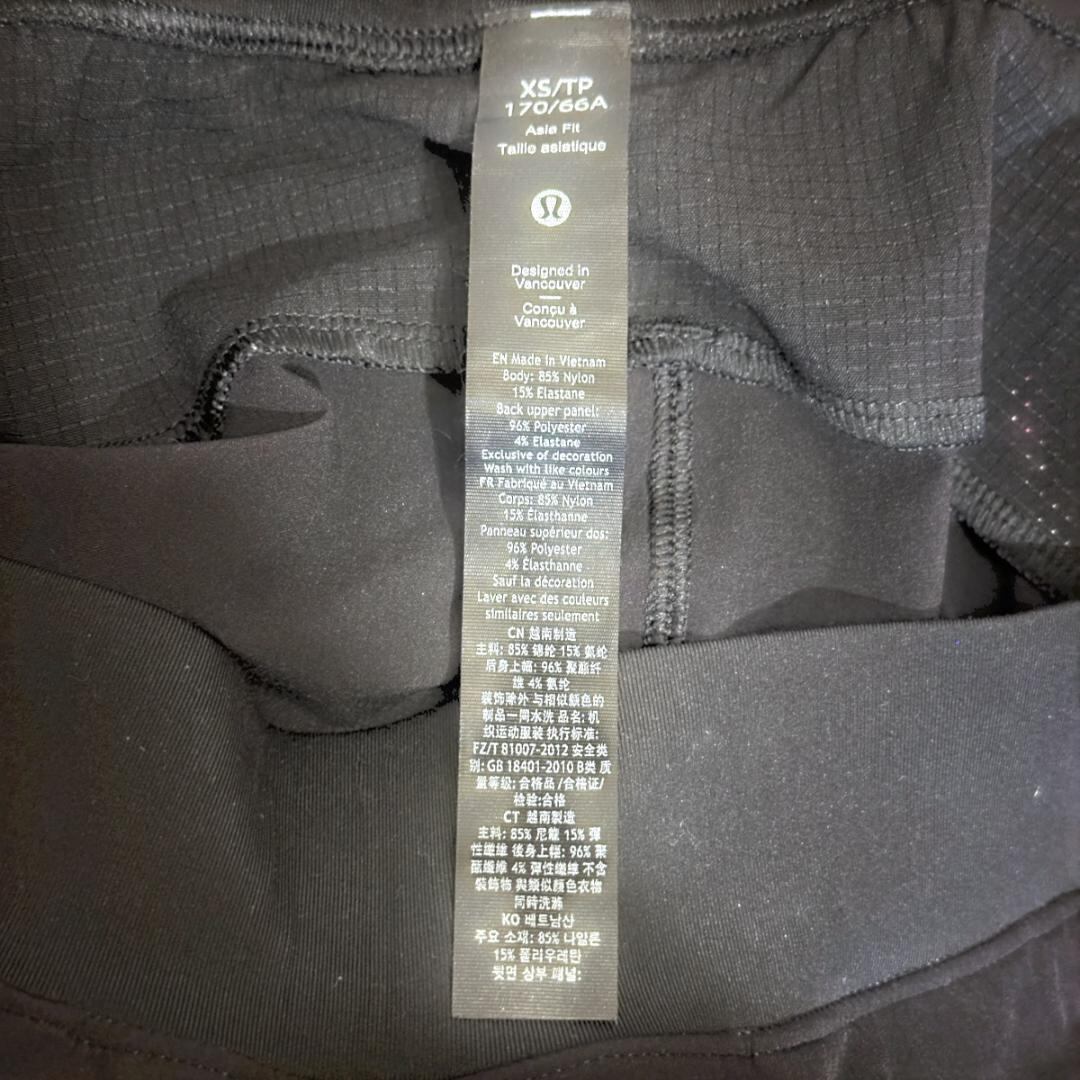 XS/TP
170/66A
Asia Fit
Taille asiatique
Designed in
Vancouver
Conçu à
Vancouver
EN Made in Vietnam
Body: 85% Nylon
15% Elastane
Back upper panel:
96% Polyester
4% Elastane
Exclusive of decoration
Wash with like colours
FR Fabriqué au Vietnam
Corps: 85% Nylon
15% Élasthanne
Panneau supérieur dos:
96% Polyester
4% Élasthanne
Sauf la décoration
Laver avec des couleurs
similaires seulement
CN 越南制造
主料: 85% 锦纶 15% 氨纶
后身上幅: 96% 聚酯纤
维 4% 氨纶
装饰除外 与相似颜色的
制品一同水洗 品名: 机
织运动服装 执行标准:
FZ/T 81007-2012 安全类
别: GB 18401-2010 B类 质
量等级: 合格品 /合格证/
检验:合格
CT 越南製造
主料: 85% 尼龍 15% 彈
性纖維 後身上幅: 96% 聚
酯纖維 4% 彈性纖維 不含
裝飾物 與類似顏色衣物
同時洗滌
KO 베트남산
주요 소재: 85% 나일론
15% 폴리우레탄
뒷면 상부 패널: